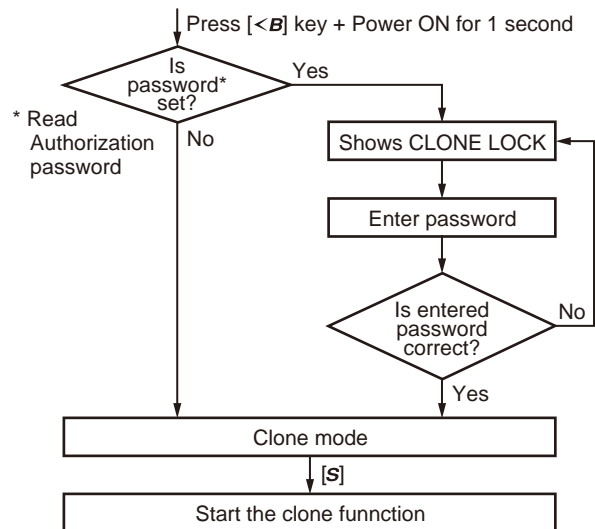 Press [<B] key + Power ON for 1 second
Is
password*
set?
Yes
* Read
Authorization
password
No
Shows CLONE LOCK
Enter password
Is entered
password
correct?
No
Yes
Clone mode
[S]
Start the clone funnction